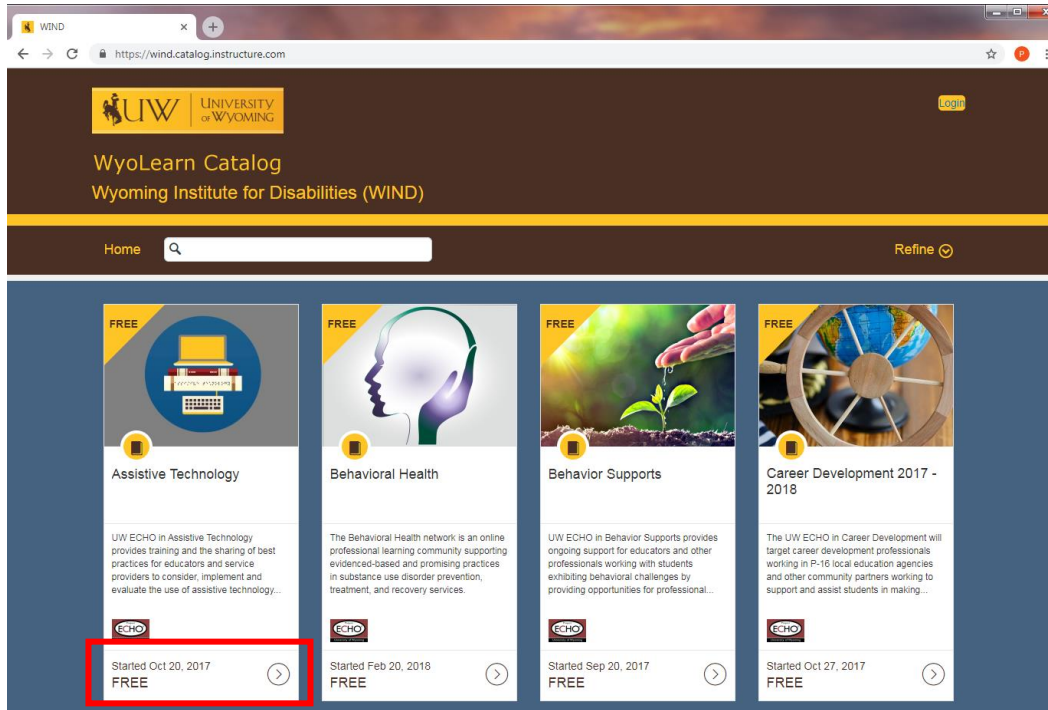 WIND
https://wind.catalog.instructure.com
P
UW UNIVERSITY
OF WYOMING
Login
WyoLearn Catalog
Wyoming Institute for Disabilities (WIND)
Home
Refine
FREE
Assistive Technology
UW ECHO in Assistive Technology
provides training and the sharing of best
practices for educators and service
providers to consider, implement and
evaluate the use of assistive technology...
ECHO
Started Oct 20, 2017
FREE
FREE
Behavioral Health
The Behavioral Health network is an online
professional learning community supporting
evidenced-based and promising practices
in substance use disorder prevention,
treatment, and recovery services.
ECHO
Started Feb 20, 2018
FREE
FREE
Behavior Supports
UW ECHO in Behavior Supports provides
ongoing support for educators and other
professionals working with students
exhibiting behavioral challenges by
providing opportunities for professional...
ECHO
Started Sep 20, 2017
FREE
FREE
Career Development 2017 -
2018
The UW ECHO in Career Development will
target career development professionals
working in P-16 local education agencies
and other community partners working to
support and assist students in making...
ECHO
Started Oct 27, 2017
FREE